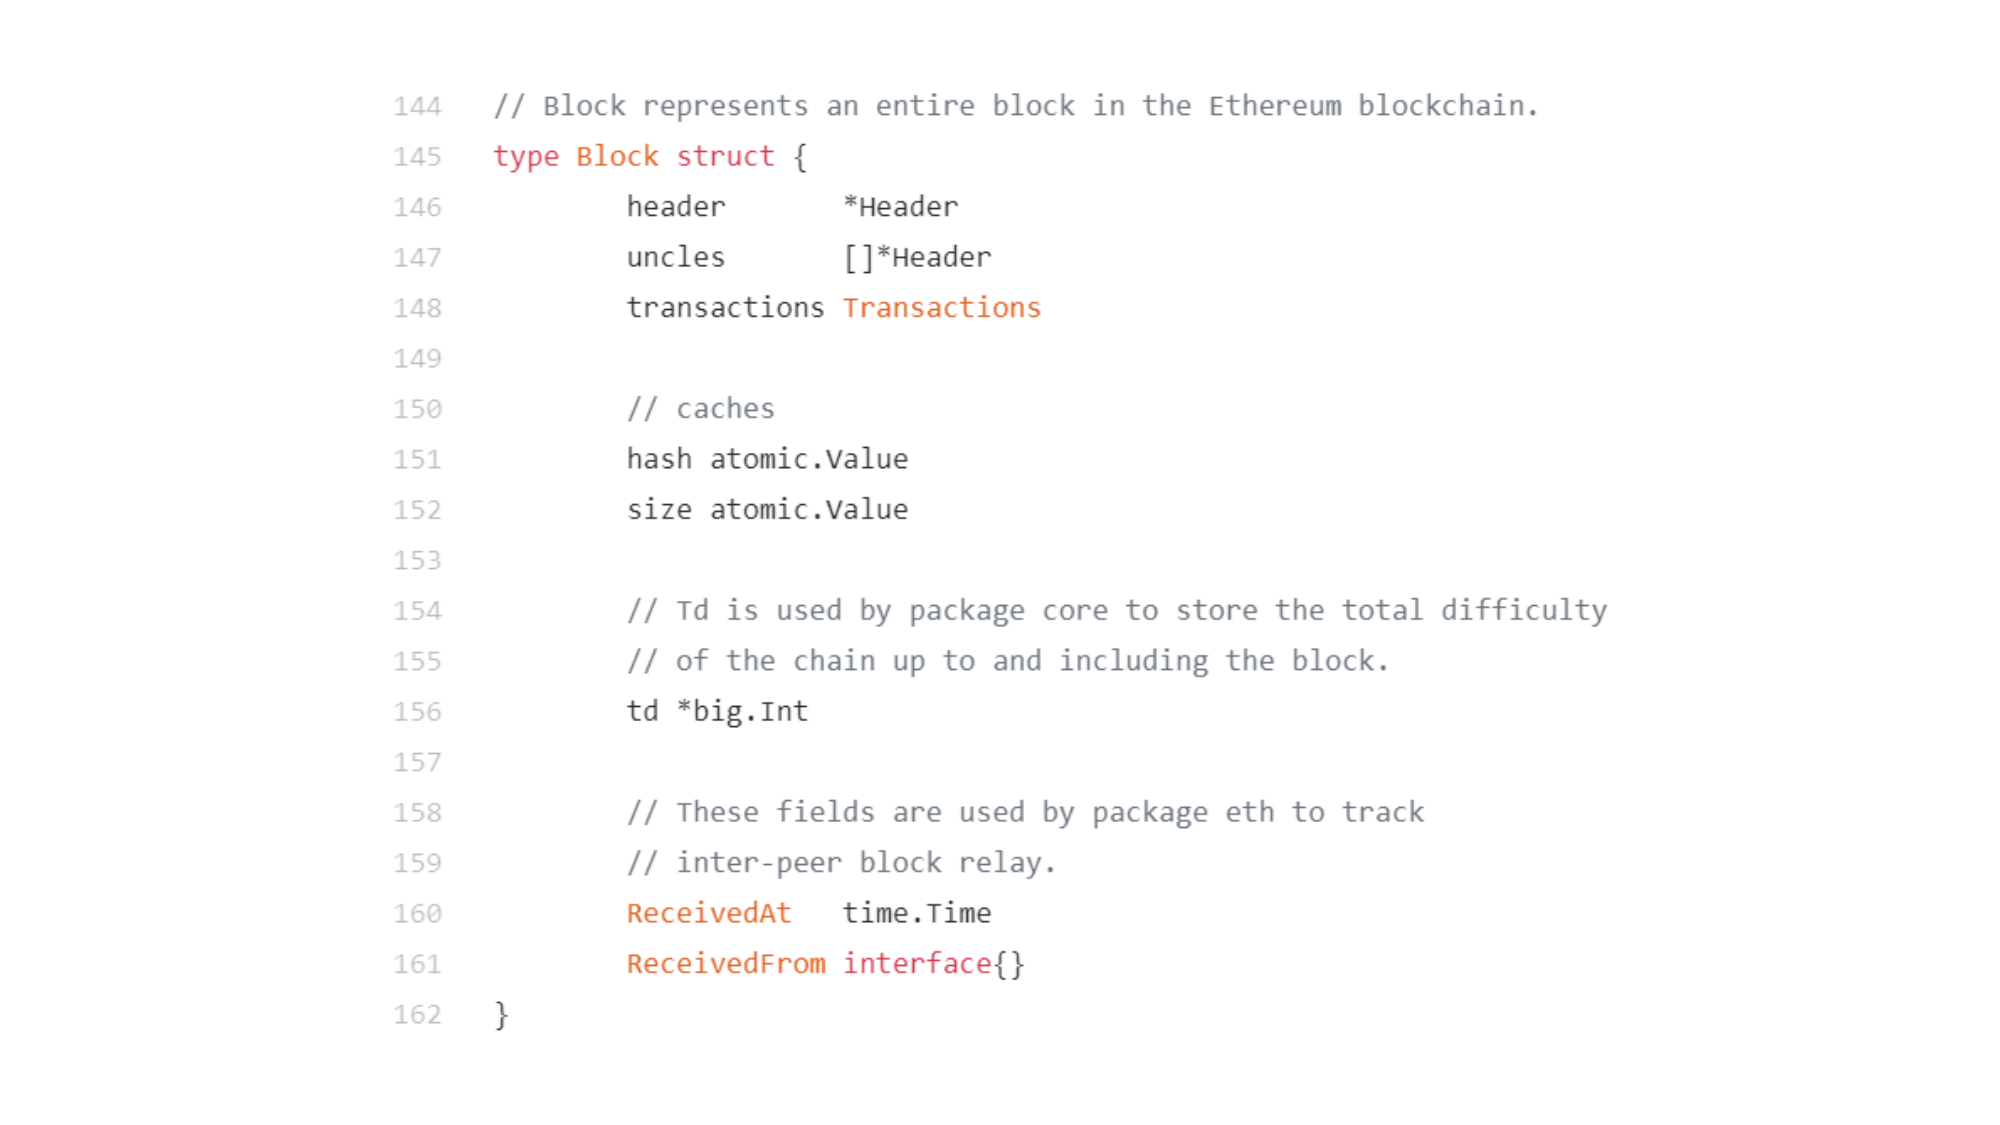 144 // Block represents an entire block in the Ethereum blockchain.
145 type Block struct {
146 header *Header
147 uncles []*Header
148 transactions Transactions
149
150 // caches
151 hash atomic.Value
152 size atomic.Value
153
154 // Td is used by package core to store the total difficulty
155 // of the chain up to and including the block.
156 td *big.Int
157
158 // These fields are used by package eth to track
159 // inter-peer block relay.
160 ReceivedAt time.Time
161 ReceivedFrom interface{}
162 }